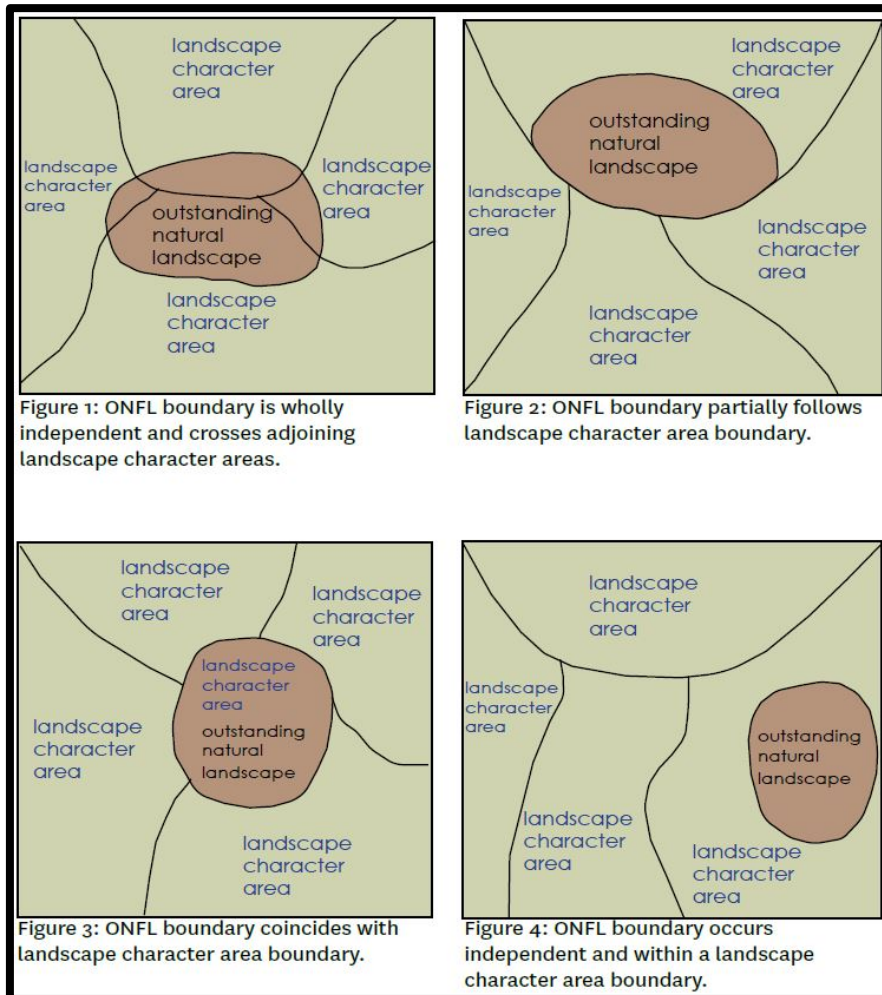 landscape
character
area
landscape
character
area
landscape
character
area
outstanding
natural
landscape
landscape
character
area
Figure 1: ONFL boundary is wholly
independent and crosses adjoining
landscape character areas.
landscape
character
area
outstanding
natural
landscape
landscape
character
area
landscape
character
area
landscape
character
area
Figure 2: ONFL boundary partially follows
landscape character area boundary.
landscape
character
area
landscape
character
area
landscape
character
area
outstanding
natural
landscape
landscape
character
area
landscape
character
area
Figure 3: ONFL boundary coincides with
landscape character area boundary.
landscape
character
area
landscape
character
area
outstanding
natural
landscape
landscape
character
area
landscape
character
area
Figure 4: ONFL boundary occurs
independent and within a landscape
character area boundary.